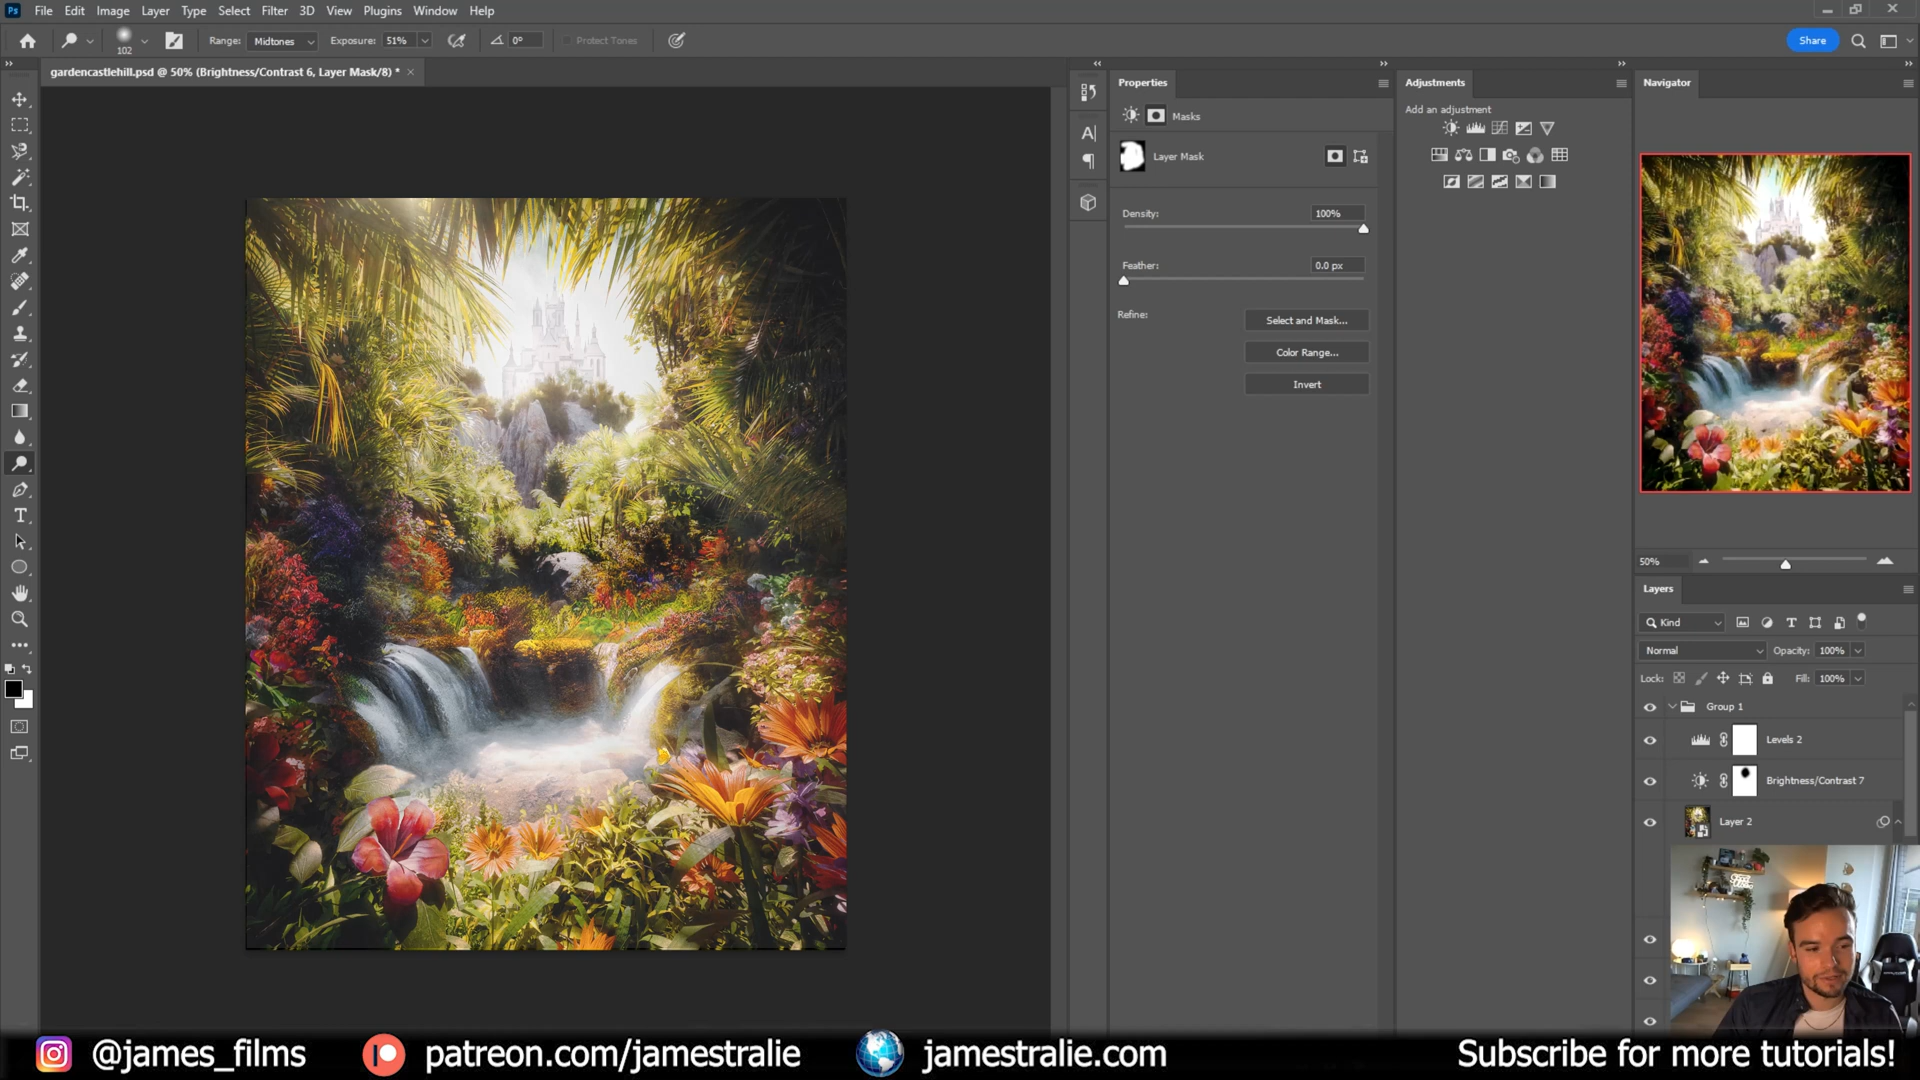 Ps File Edit Image Layer Type Select Filter 3D View Plugins Window Help
102 Range: Midtones Exposure: 51% 0° Protect Tones Share
gardencastlehill.psd @ 50% (Brightness/Contrast 6, Layer Mask/8) * ×
Properties
Masks
Layer Mask
Density: 100%
Feather: 0.0 px
Refine:
Select and Mask...
Color Range...
Invert
Adjustments
Add an adjustment
Navigator
50%
Layers
Kind
Normal Opacity: 100%
Lock: Fill: 100%
Group 1
Levels 2
Brightness/Contrast 7
Layer 2
@james_films patreon.com/jamestralie jamestralie.com Subscribe for more tutorials!